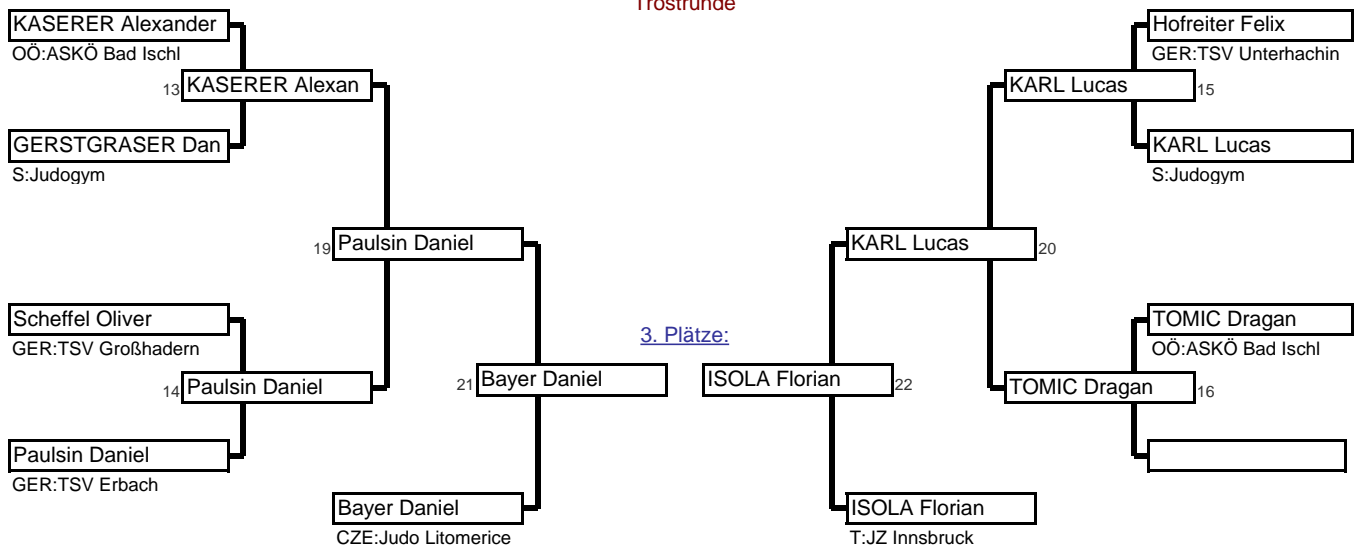 Trostrunde
KASERER Alexander
OÖ:ASKÖ Bad Ischl
13 KASERER Alexan
GERSTGRASER Dan
S:Judogym
19 Paulsin Daniel
Scheffel Oliver
GER:TSV Großhadern
14 Paulsin Daniel
Paulsin Daniel
GER:TSV Erbach
21 Bayer Daniel
Bayer Daniel
CZE:Judo Litomerice
3. Plätze:
Hofreiter Felix
GER:TSV Unterhachin
KARL Lucas 15
KARL Lucas
S:Judogym
KARL Lucas 20
TOMIC Dragan
OÖ:ASKÖ Bad Ischl
TOMIC Dragan 16
ISOLA Florian 22
ISOLA Florian
T:JZ Innsbruck